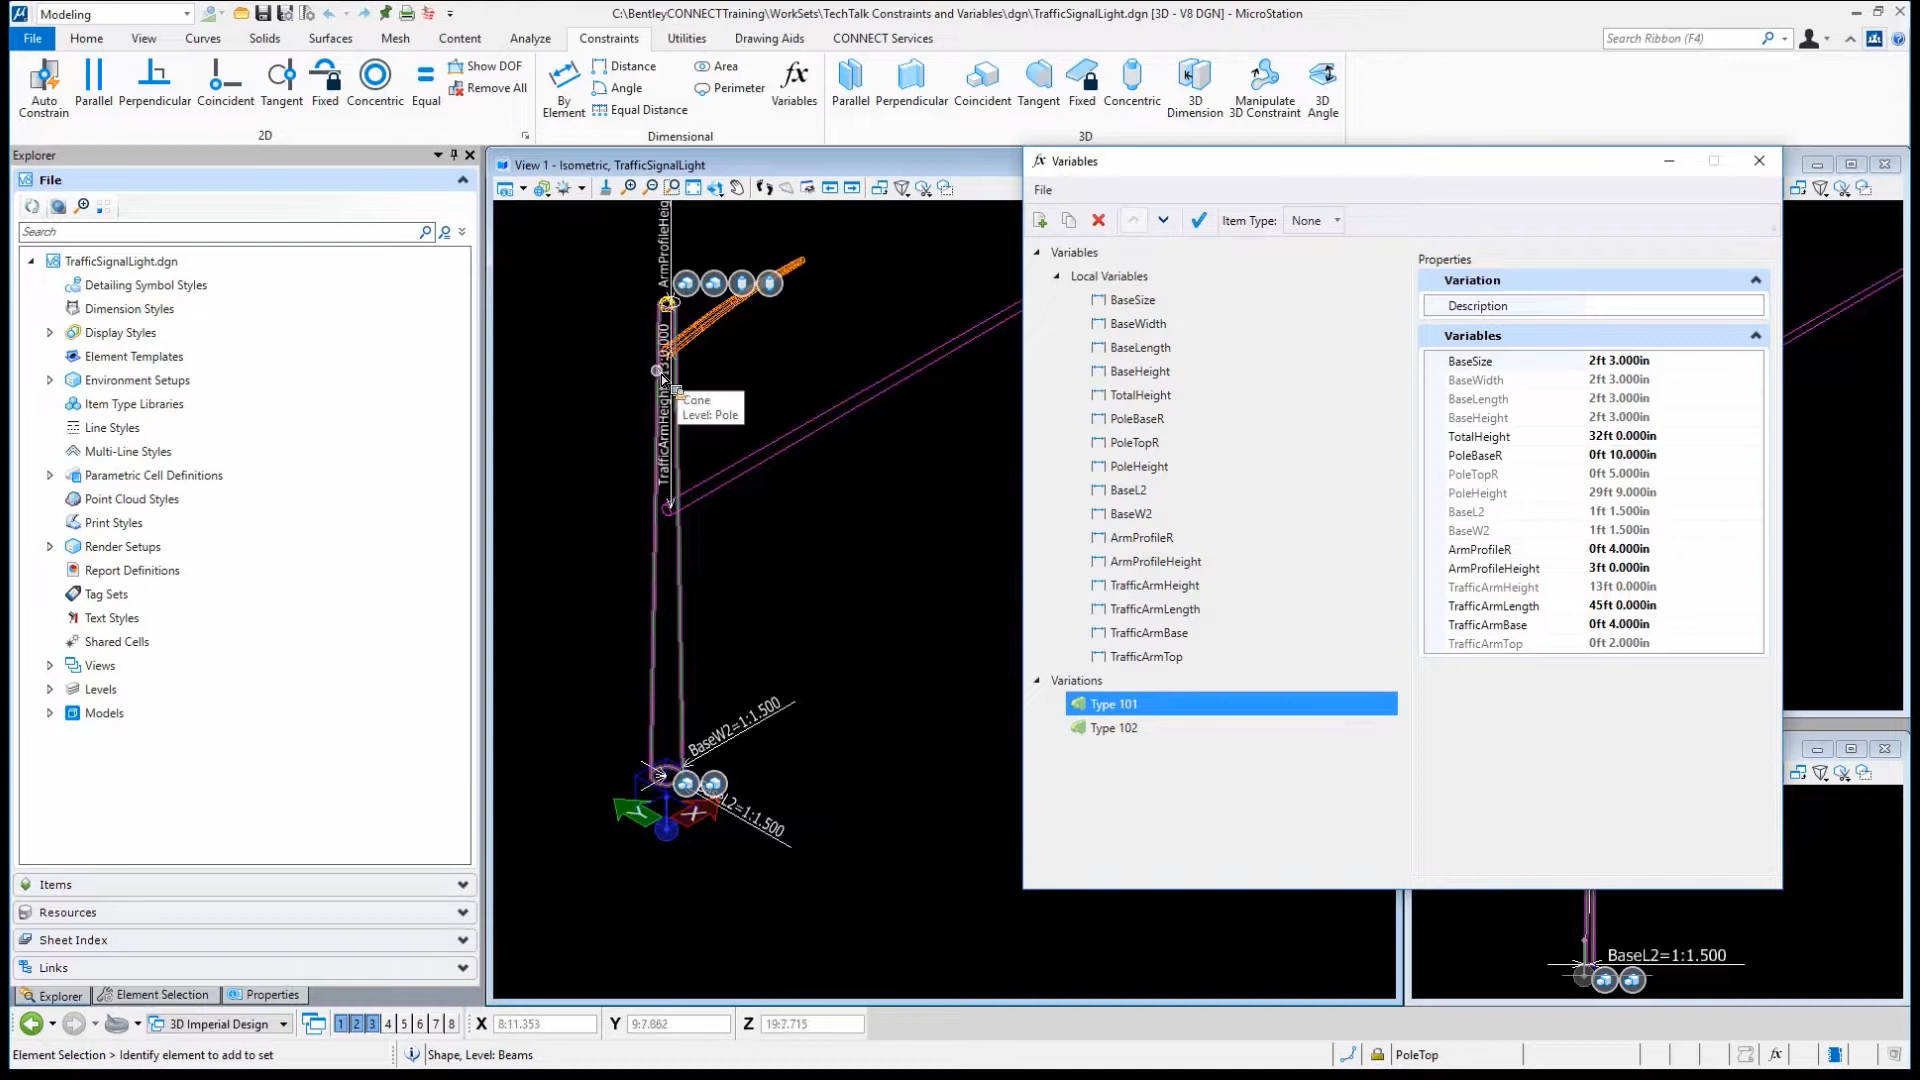 Modeling
C:\BentleyCONNECTTraining\WorkSets\TechTalk Constraints and Variables\dgn\TrafficSignalLight.dgn [3D - V8 DGN] - MicroStation
File Home View Curves Solids Surfaces Mesh Content Analyze Constraints Utilities Drawing Aids CONNECT Services
Search Ribbon (F4)
Auto Constrain
Parallel
Perpendicular
Coincident
Tangent
Fixed
Concentric
Equal
Show DOF
Remove All
2D
By Element
Distance
Angle
Equal Distance
Area
Perimeter
fx
Variables
Dimensional
Parallel
Perpendicular
Coincident
Tangent
Fixed
Concentric
3D Dimension
Manipulate 3D Constraint
3D Angle
3D
Explorer
File
Search
TrafficSignalLight.dgn
Detailing Symbol Styles
Dimension Styles
Display Styles
Element Templates
Environment Setups
Item Type Libraries
Line Styles
Multi-Line Styles
Parametric Cell Definitions
Point Cloud Styles
Print Styles
Render Setups
Report Definitions
Tag Sets
Text Styles
Shared Cells
Views
Levels
Models
Items
Resources
Sheet Index
Links
Explorer Element Selection Properties
View 1 - Isometric, TrafficSignalLight
Cone
Level: Pole
BaseW2=1:1.500
Y X
fx Variables
File
Item Type: None
Variables
Local Variables
BaseSize
BaseWidth
BaseLength
BaseHeight
TotalHeight
PoleBaseR
PoleTopR
PoleHeight
BaseL2
BaseW2
ArmProfileR
ArmProfileHeight
TrafficArmHeight
TrafficArmLength
TrafficArmBase
TrafficArmTop
Variations
Type 101
Type 102
Properties
Variation
Description
Variables
BaseSize 2ft 3.000in
BaseWidth 2ft 3.000in
BaseLength 2ft 3.000in
BaseHeight 2ft 3.000in
TotalHeight 32ft 0.000in
PoleBaseR 0ft 10.000in
PoleTopR 0ft 5.000in
PoleHeight 29ft 9.000in
BaseL2 1ft 1.500in
BaseW2 1ft 1.500in
ArmProfileR 0ft 4.000in
ArmProfileHeight 3ft 0.000in
TrafficArmHeight 13ft 0.000in
TrafficArmLength 45ft 0.000in
TrafficArmBase 0ft 4.000in
TrafficArmTop 0ft 2.000in
BaseL2=1:1.500
3D Imperial Design
1 2 3 4 5 6 7 8
X 8:11.353 Y 9:7.862 Z 19:7.715
Element Selection > Identify element to add to set
Shape, Level: Beams
PoleTop
fx